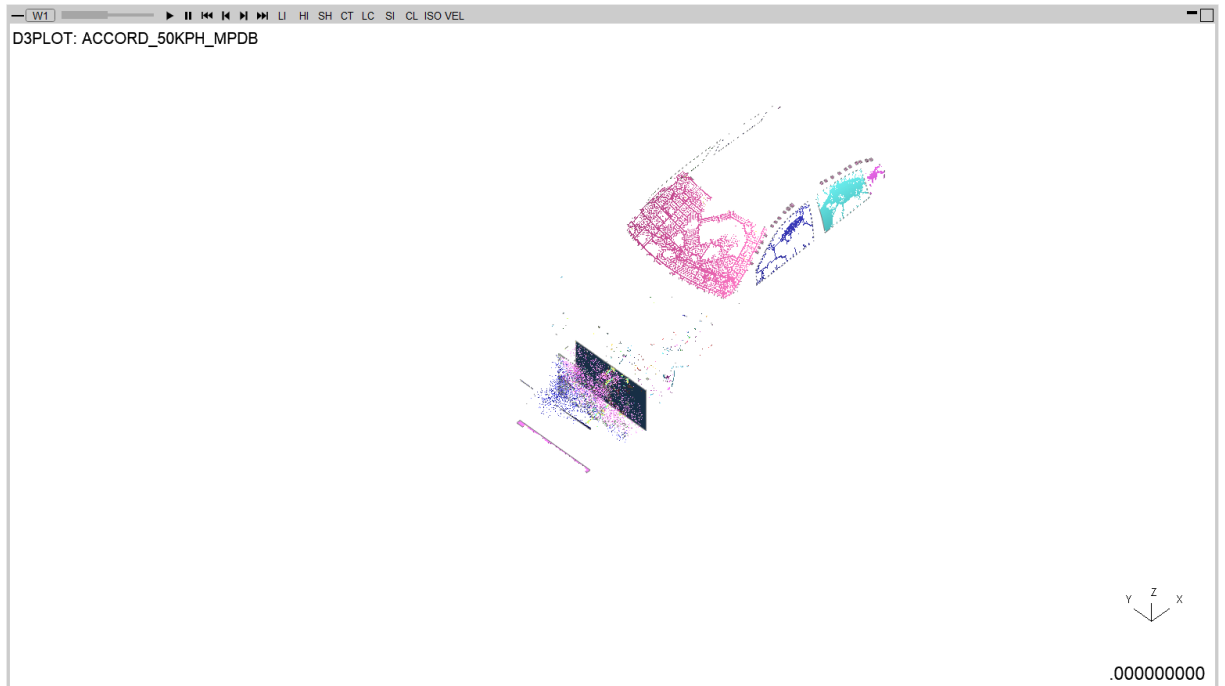 W1 LI HI SH CT LC SI CL ISO VEL
D3PLOT: ACCORD_50KPH_MPDB
Y Z X
.000000000